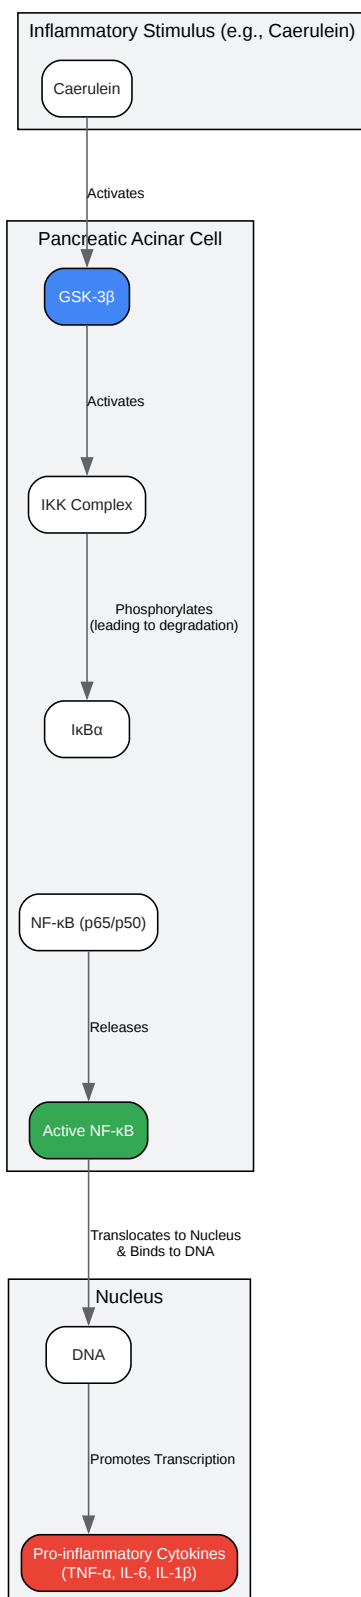 Inflammatory Stimulus (e.g., Caerulein)
Caerulein
Activates
Pancreatic Acinar Cell
GSK-3β
Activates
IKK Complex
Phosphorylates
(leading to degradation)
IκBα
NF-κB (p65/p50)
Releases
Active NF-κB
Translocates to Nucleus
& Binds to DNA
Nucleus
DNA
Promotes Transcription
Pro-inflammatory Cytokines
(TNF-α, IL-6, IL-1β)